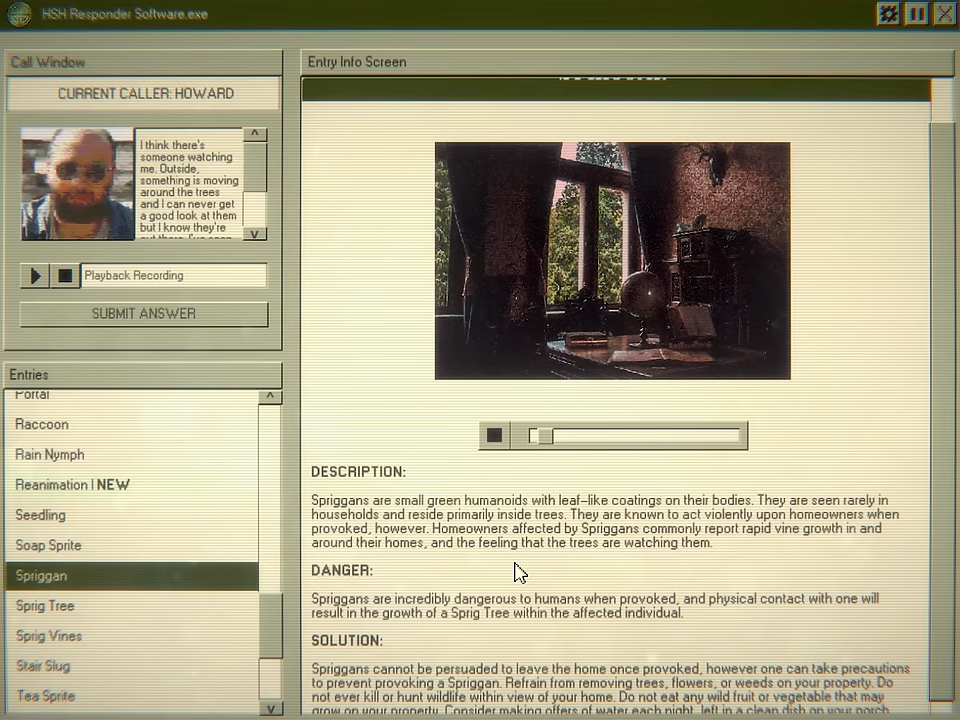 HSH Responder Software.exe
Call Window
Entry Info Screen
CURRENT CALLER: HOWARD
I think there's
someone watching
me. Outside,
something is moving
around the trees
and I can never get
a good look at them
but I know they're
out there. I've seen
Playback Recording
SUBMIT ANSWER
Entries
Portal
Raccoon
Rain Nymph
Reanimation | NEW
Seedling
Soap Sprite
Spriggan
Sprig Tree
Sprig Vines
Stair Slug
Tea Sprite
DESCRIPTION:
Spriggans are small green humanoids with leaf-like coatings on their bodies. They are seen rarely in
households and reside primarily inside trees. They are known to act violently upon homeowners when
provoked, however. Homeowners affected by Spriggans commonly report rapid vine growth in and
around their homes, and the feeling that the trees are watching them.
DANGER:
Spriggans are incredibly dangerous to humans when provoked, and physical contact with one will
result in the growth of a Sprig Tree within the affected individual.
SOLUTION:
Spriggans cannot be persuaded to leave the home once provoked, however one can take precautions
to prevent provoking a Spriggan. Refrain from removing trees, flowers, or weeds on your property. Do
not ever kill or hunt wildlife within view of your home. Do not eat any wild fruit or vegetable that may
grow on your property. Consider making offers of water each night, left in a clean dish on your porch